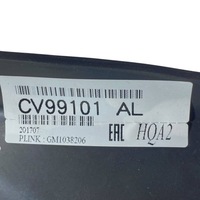 CV99101 AL
201707 EAC HQA2
PLINK : GM1038206